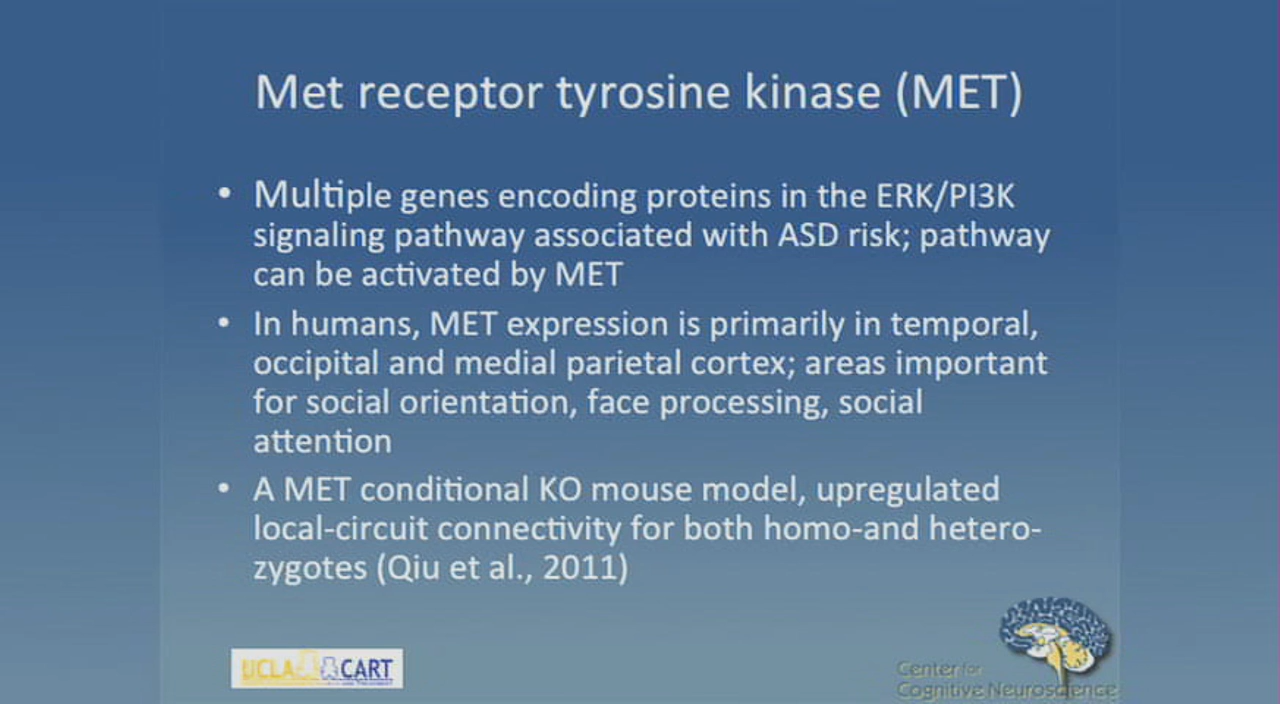 Met receptor tyrosine kinase (MET)
• Multiple genes encoding proteins in the ERK/PI3K
signaling pathway associated with ASD risk; pathway
can be activated by MET
• In humans, MET expression is primarily in temporal,
occipital and medial parietal cortex; areas important
for social orientation, face processing, social
attention
• A MET conditional KO mouse model, upregulated
local-circuit connectivity for both homo-and hetero-
zygotes (Qiu et al., 2011)
UCLA CART
Center for
Cognitive Neuroscience